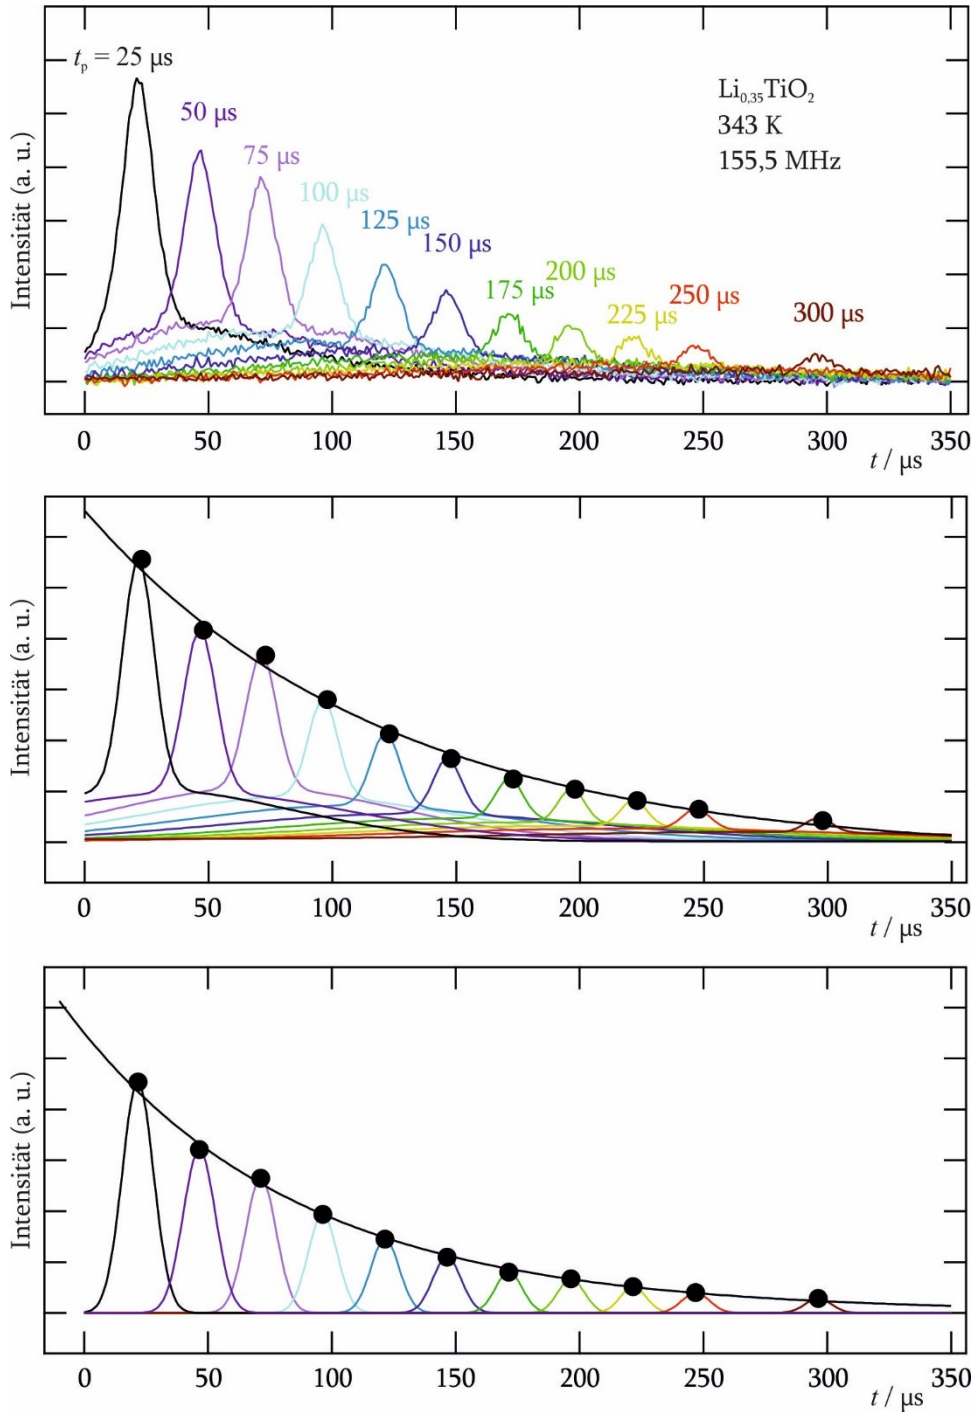 tp = 25 µs
50 µs
75 µs
100 µs
125 µs
150 µs
175 µs
200 µs
225 µs
250 µs
300 µs
Li0,35TiO2
343 K
155,5 MHz
Intensität (a. u.)
0 50 100 150 200 250 300 350
t / µs
Intensität (a. u.)
0 50 100 150 200 250 300 350
t / µs
Intensität (a. u.)
0 50 100 150 200 250 300 350
t / µs